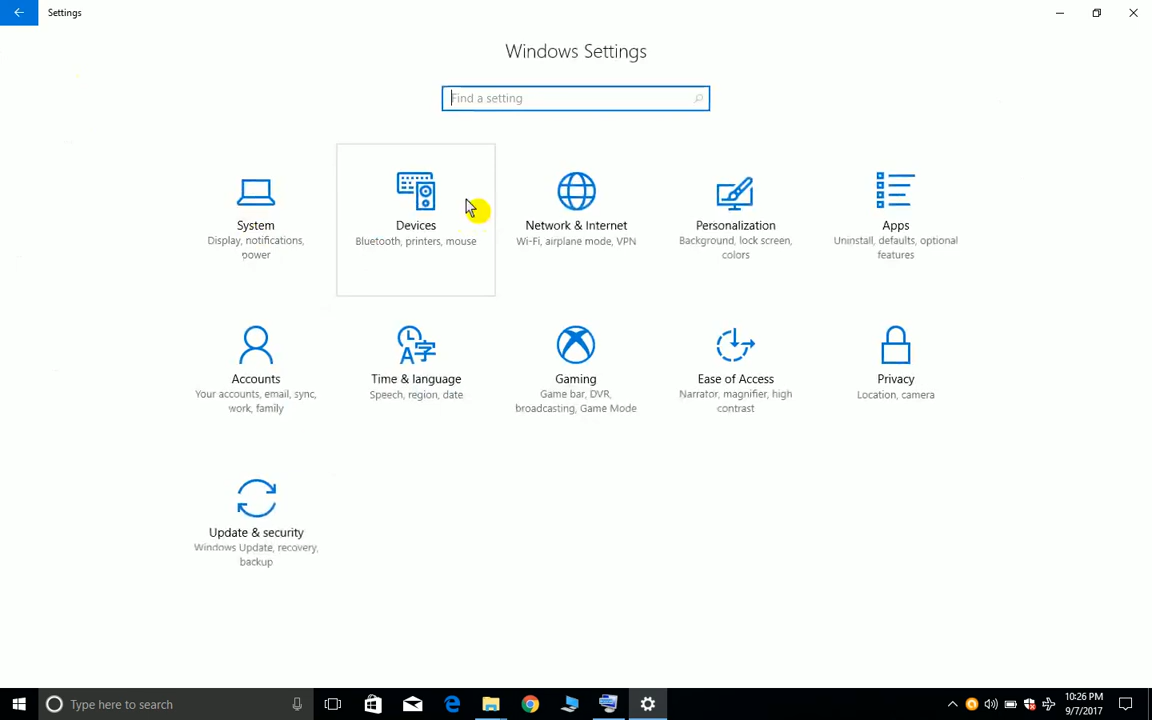 Settings
Windows Settings
Find a setting
System
Display, notifications,
power
Devices
Bluetooth, printers, mouse
Network & Internet
Wi-Fi, airplane mode, VPN
Personalization
Background, lock screen,
colors
Apps
Uninstall, defaults, optional
features
Accounts
Your accounts, email, sync,
work, family
Time & language
Speech, region, date
Gaming
Game bar, DVR,
broadcasting, Game Mode
Ease of Access
Narrator, magnifier, high
contrast
Privacy
Location, camera
Update & security
Windows Update, recovery,
backup
Type here to search
10:26 PM
9/7/2017